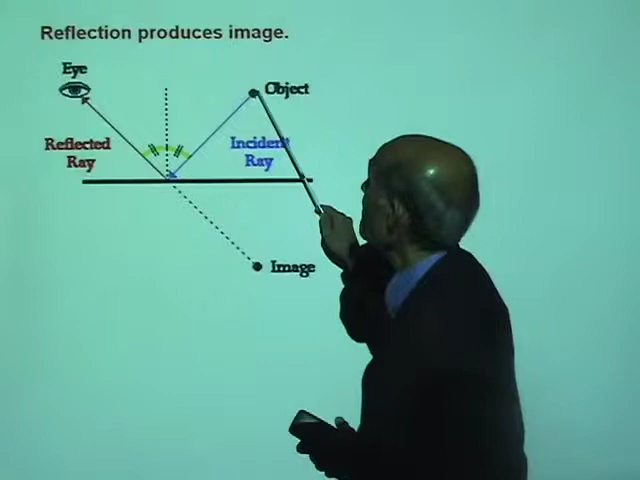 Reflection produces image.
Eye
Object
Reflected
Ray
Incident
Ray
Image